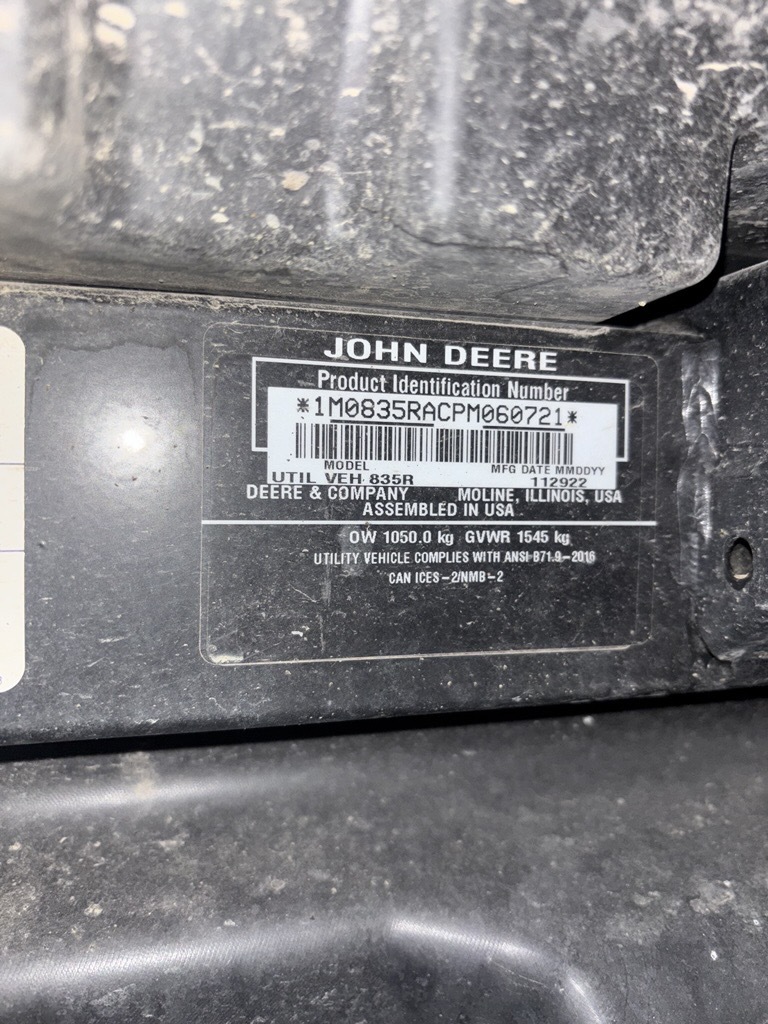 JOHN DEERE
Product Identification Number
*1M0835RACPM060721*
MODEL MFG DATE MMDDYY
UTIL VEH 835R 112922
DEERE & COMPANY MOLINE, ILLINOIS, USA
ASSEMBLED IN USA
OW 1050.0 kg GVWR 1545 kg
UTILITY VEHICLE COMPLIES WITH ANSI B71.9-2016
CAN ICES-2/NMB-2